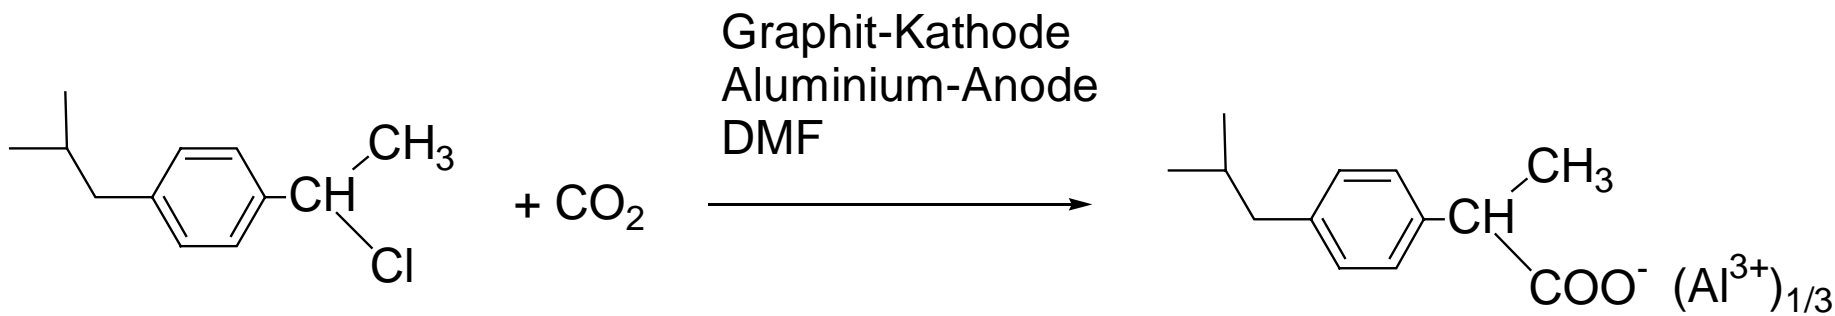 Graphit-Kathode
Aluminium-Anode
DMF
CH₃
CH
Cl
+ CO₂
CH₃
CH
COO⁻ (Al³⁺)₁/₃